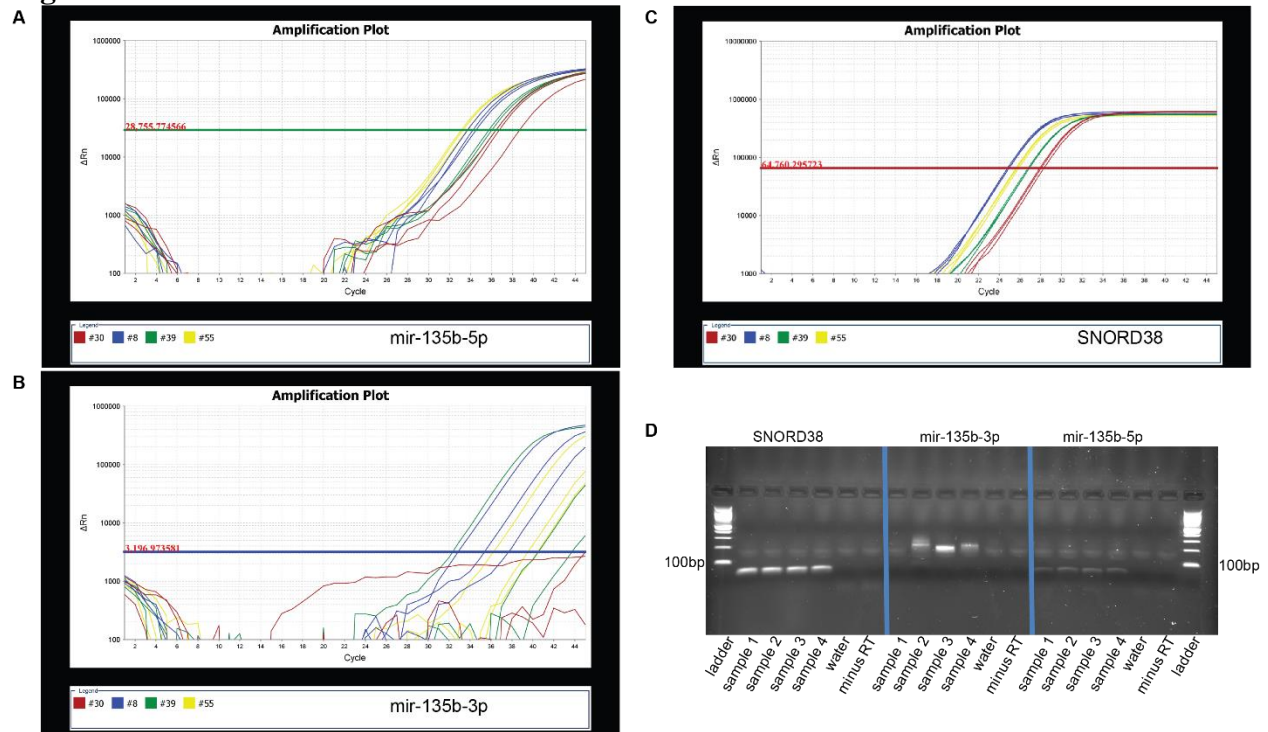 A
Amplification Plot
1000000
100000
28,755.774566
10000
1000
100
ΔRn
2 4 6 8 10 12 14 16 18 20 22 24 26 28 30 32 34 36 38 40 42 44
Cycle
Legend
#30 #8 #39 #55
mir-135b-5p
B
Amplification Plot
1000000
100000
10000
3,196.973581
1000
100
ΔRn
2 4 6 8 10 12 14 16 18 20 22 24 26 28 30 32 34 36 38 40 42 44
Cycle
Legend
#30 #8 #39 #55
mir-135b-3p
C
Amplification Plot
10000000
1000000
100000
64,760.295723
10000
1000
ΔRn
2 4 6 8 10 12 14 16 18 20 22 24 26 28 30 32 34 36 38 40 42 44
Cycle
Legend
#30 #8 #39 #55
SNORD38
D
SNORD38 mir-135b-3p mir-135b-5p
100bp 100bp
ladder sample 1 sample 2 sample 3 sample 4 water minus RT sample 1 sample 2 sample 3 sample 4 water minus RT sample 1 sample 2 sample 3 sample 4 water minus RT ladder